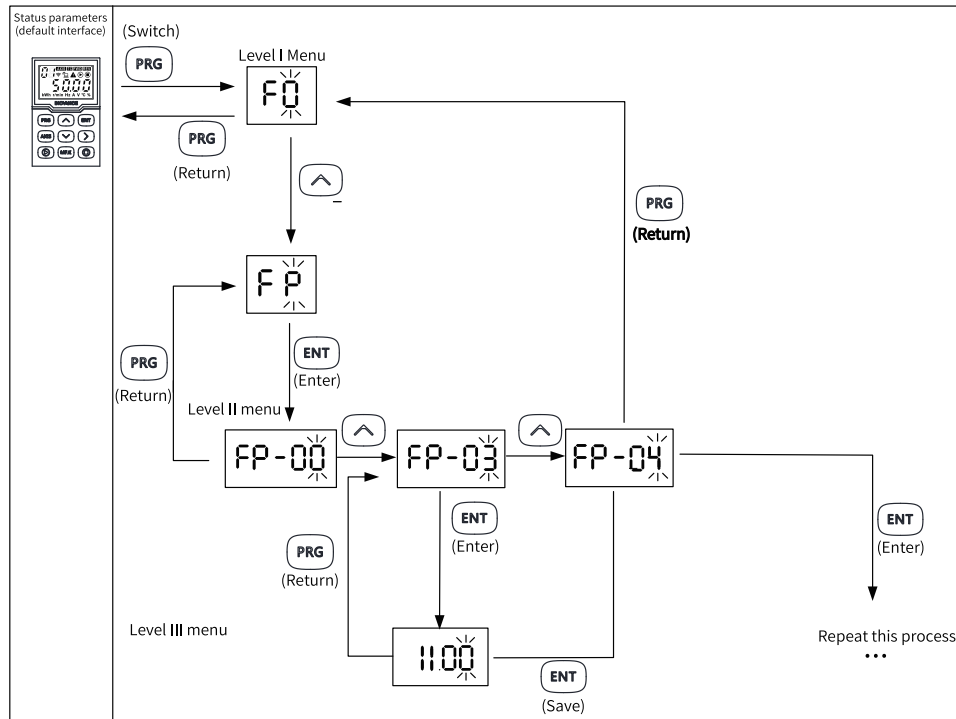 Status parameters
(default interface)
(Switch)
PRG
Level I Menu
F0
50.00
PRG
(Return)
PRG
(Return)
FP
PRG
(Return)
ENT
(Enter)
Level II menu
FP-00
FP-03
FP-04
ENT
(Enter)
ENT
(Enter)
PRG
(Return)
Level III menu
11.00
Repeat this process
...
ENT
(Save)